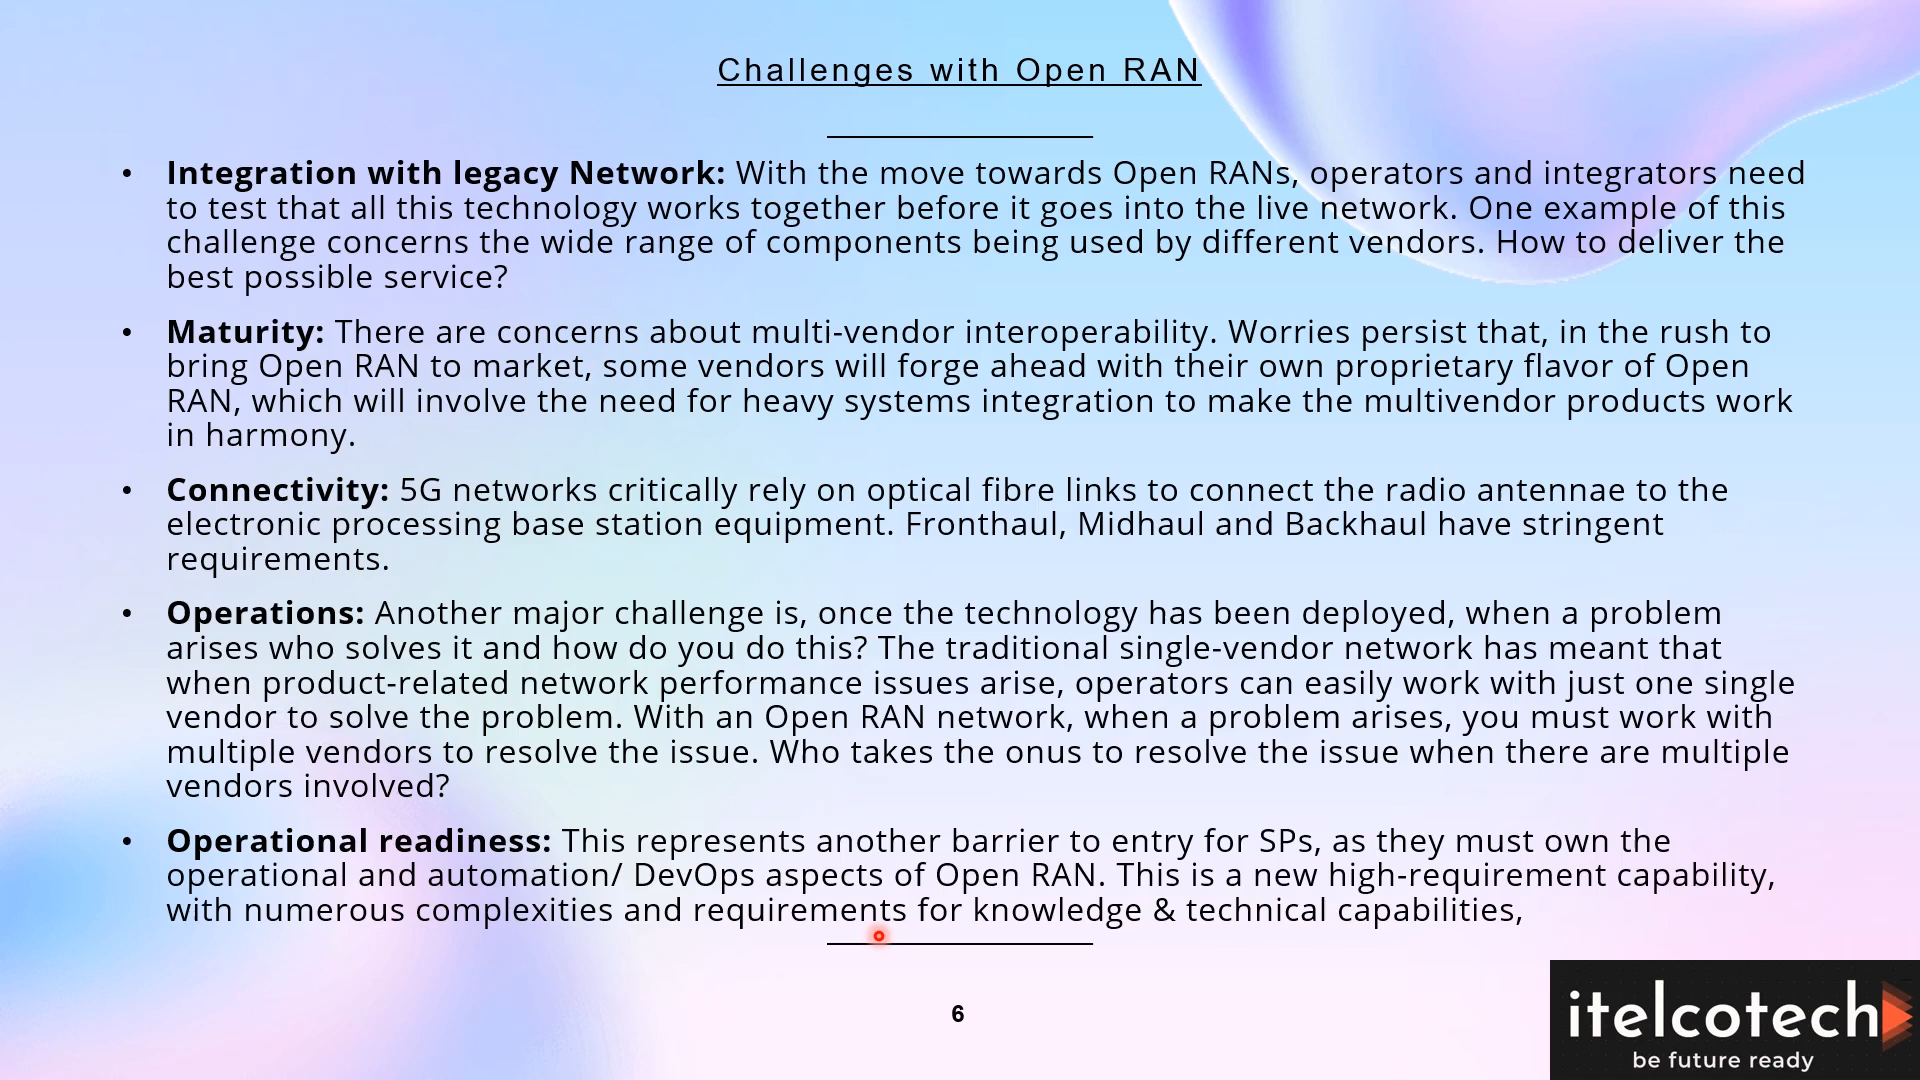 Challenges with Open RAN
• Integration with legacy Network: With the move towards Open RANs, operators and integrators need
to test that all this technology works together before it goes into the live network. One example of this
challenge concerns the wide range of components being used by different vendors. How to deliver the
best possible service?
• Maturity: There are concerns about multi-vendor interoperability. Worries persist that, in the rush to
bring Open RAN to market, some vendors will forge ahead with their own proprietary flavor of Open
RAN, which will involve the need for heavy systems integration to make the multivendor products work
in harmony.
• Connectivity: 5G networks critically rely on optical fibre links to connect the radio antennae to the
electronic processing base station equipment. Fronthaul, Midhaul and Backhaul have stringent
requirements.
• Operations: Another major challenge is, once the technology has been deployed, when a problem
arises who solves it and how do you do this? The traditional single-vendor network has meant that
when product-related network performance issues arise, operators can easily work with just one single
vendor to solve the problem. With an Open RAN network, when a problem arises, you must work with
multiple vendors to resolve the issue. Who takes the onus to resolve the issue when there are multiple
vendors involved?
• Operational readiness: This represents another barrier to entry for SPs, as they must own the
operational and automation/ DevOps aspects of Open RAN. This is a new high-requirement capability,
with numerous complexities and requirements for knowledge & technical capabilities,
6
itelcotech
be future ready